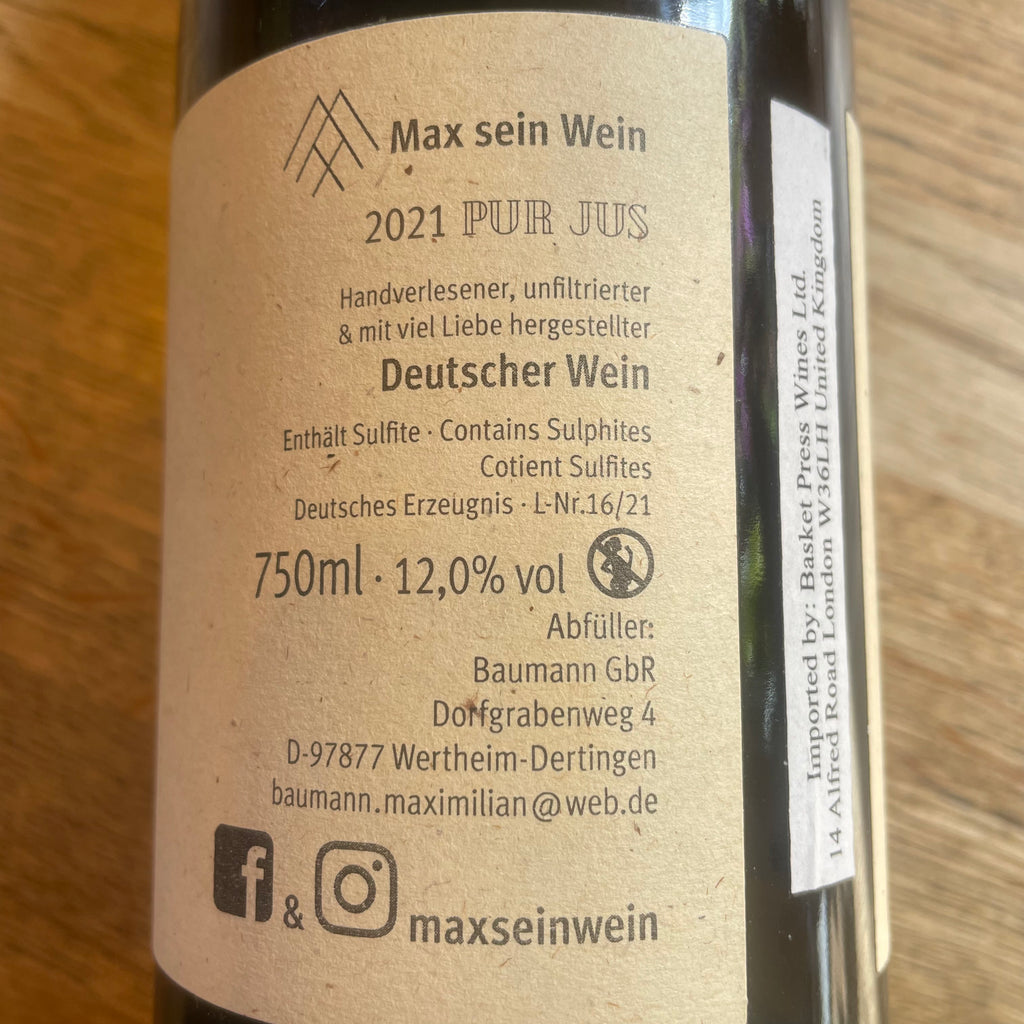 Max sein Wein
2021 PUR JUS
Handverlesener, unfiltrierter
& mit viel Liebe hergestellter
Deutscher Wein
Enthält Sulfite · Contains Sulphites
Cotient Sulfites
Deutsches Erzeugnis · L-Nr.16/21
750ml · 12,0% vol
Abfüller:
Baumann GbR
Dorfgrabenweg 4
D-97877 Wertheim-Dertingen
baumann.maximilian@web.de
f & maxseinwein
Imported by: Basket Press Wines Ltd.
14 Alfred Road London W36LH United Kingdom